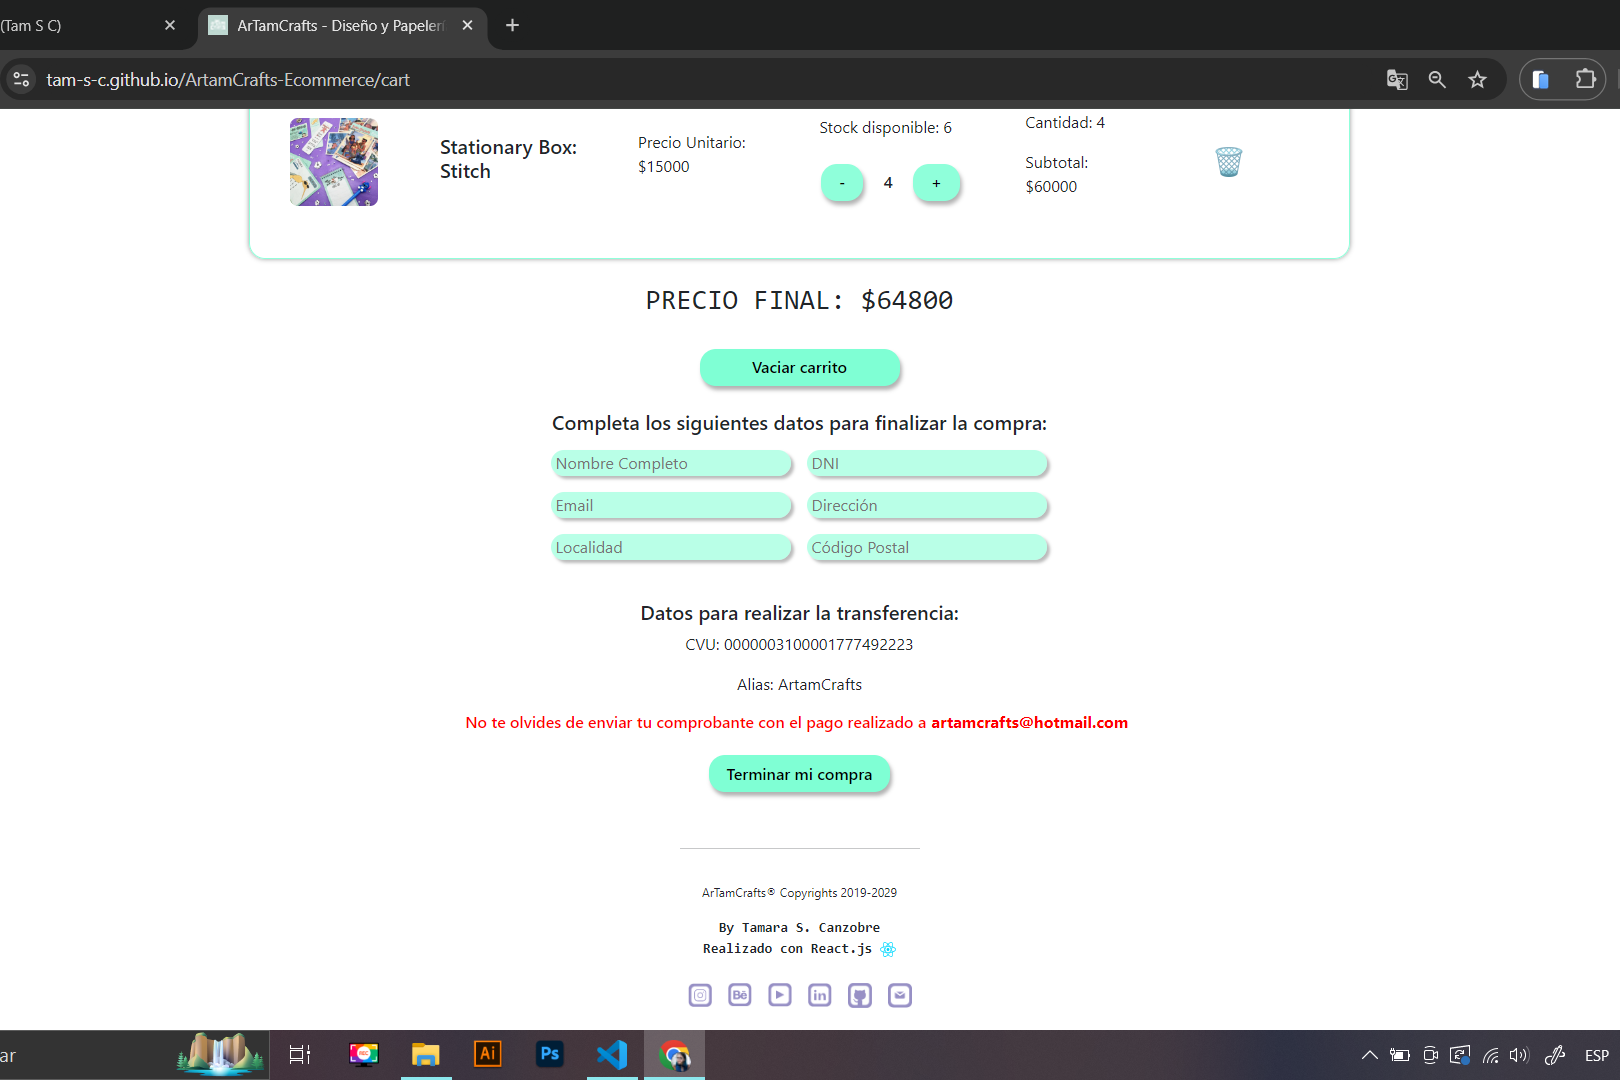 (Tam S C)
ArTamCrafts - Diseño y Papelerí
tam-s-c.github.io/ArtamCrafts-Ecommerce/cart
Stationary Box:
Stitch
Precio Unitario:
$15000
Stock disponible: 6
-
4
+
Cantidad: 4
Subtotal:
$60000
PRECIO FINAL: $64800
Vaciar carrito
Completa los siguientes datos para finalizar la compra:
Nombre Completo
DNI
Email
Dirección
Localidad
Código Postal
Datos para realizar la transferencia:
CVU: 0000003100001777492223
Alias: ArtamCrafts
No te olvides de enviar tu comprobante con el pago realizado a artamcrafts@hotmail.com
Terminar mi compra
ArTamCrafts® Copyrights 2019-2029
By Tamara S. Canzobre
Realizado con React.js
Bē
in
ar
Ai
Ps
ESP